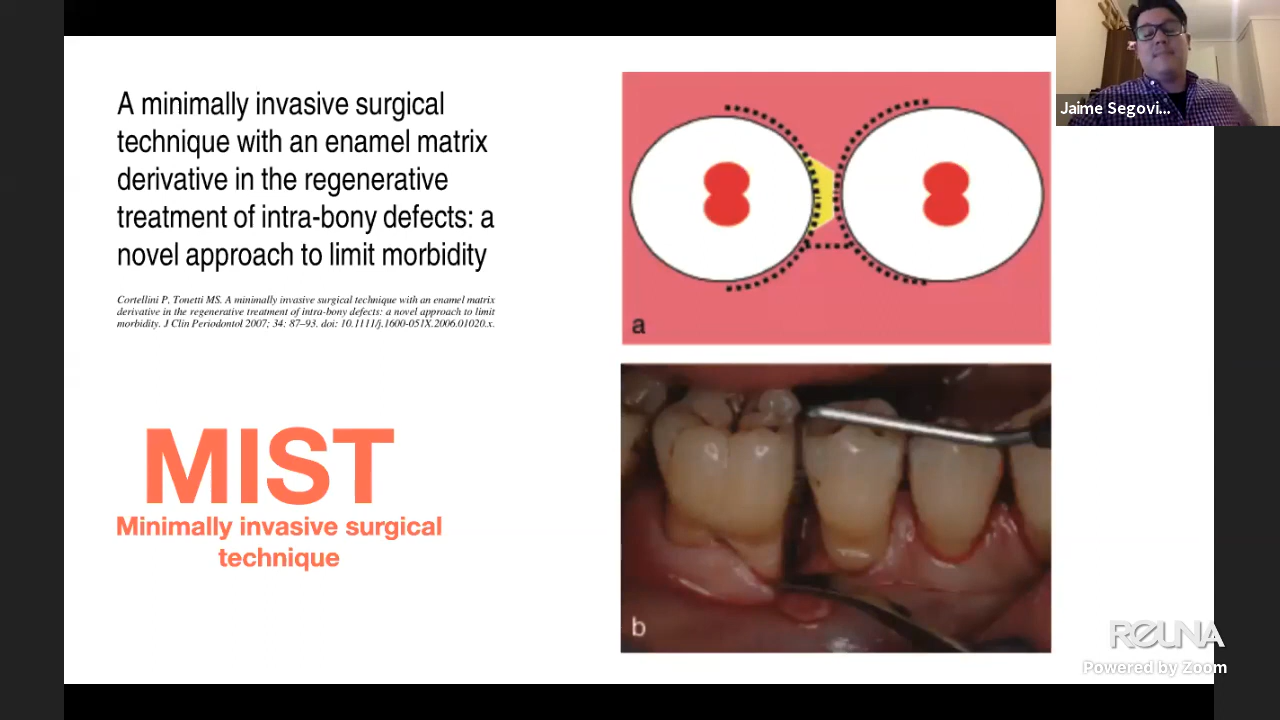 A minimally invasive surgical
technique with an enamel matrix
derivative in the regenerative
treatment of intra-bony defects: a
novel approach to limit morbidity
Cortellini P, Tonetti MS. A minimally invasive surgical technique with an enamel matrix
derivative in the regenerative treatment of intra-bony defects: a novel approach to limit
morbidity. J Clin Periodontol 2007; 34: 87–93. doi: 10.1111/j.1600-051X.2006.01020.x.
MIST
Minimally invasive surgical
technique
a
b
Jaime Segovi...
REUNA
Powered by Zoom